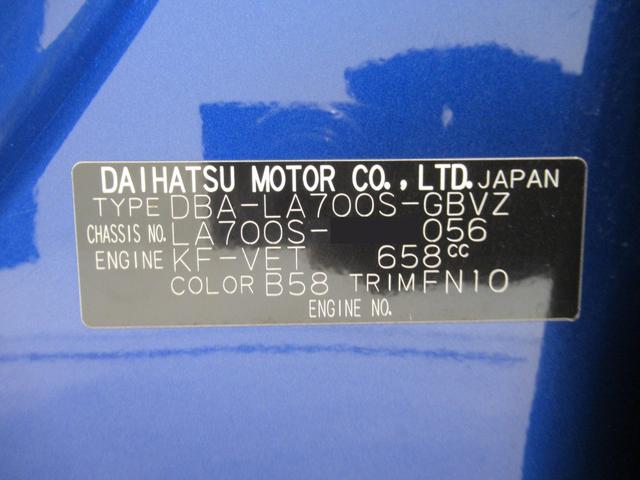 DAIHATSU MOTOR CO., LTD. JAPAN
TYPE DBA-LA700S-GBVZ
CHASSIS NO. LA700S- 056
ENGINE KF-VET 658cc
COLOR B58 TRIM FN10
ENGINE NO.